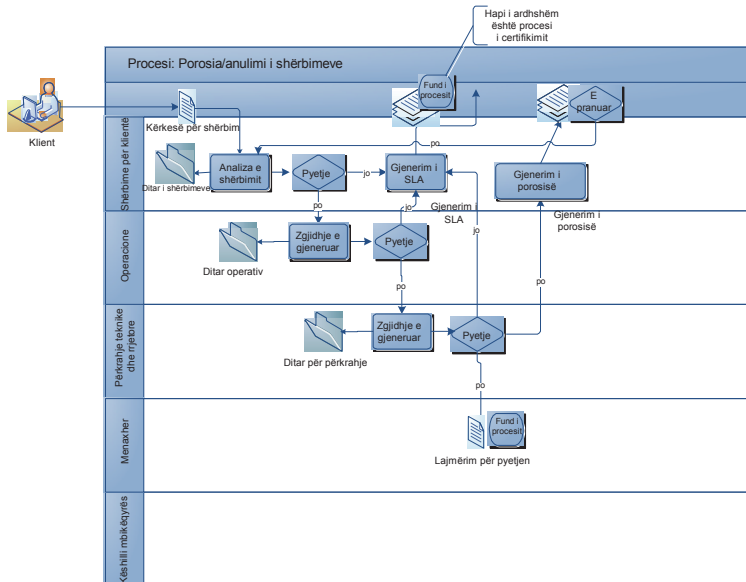 Hapi i ardhshëm
është procesi
i certifikimit
Procesi: Porosia/anulimi i shërbimeve
Fund i
procesit
E
pranuar
Klient
Kërkesë për shërbim
Shërbime për klientë
po
Ditar i shërbimeve
Analiza e
shërbimit
Pyetje
jo
Gjenerim i
SLA
Gjenerim i
porosisë
po
jo
Gjenerim i
SLA
Gjenerim i
porosisë
Operacione
Zgjidhje e
gjeneruar
Pyetje
jo
Ditar operativ
po
po
Përkrahje teknike
dhe rrjetore
Zgjidhje e
gjeneruar
Pyetje
Ditar për përkrahje
po
Menaxher
Fund i
procesit
Lajmërim për pyetjen
Këshilli mbikëqyrës